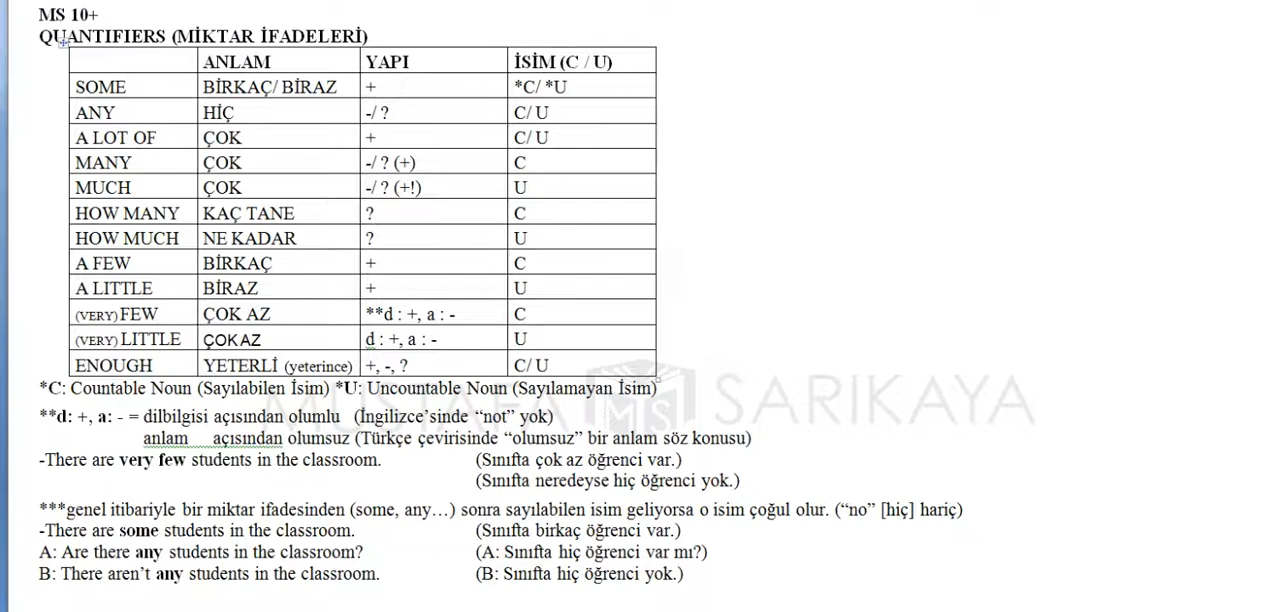 MS 10+
QUANTIFIERS (MİKTAR İFADELERİ)
ANLAM YAPI İSİM (C / U)
SOME BİRKAÇ/ BİRAZ + *C/ *U
ANY HİÇ -/ ? C/ U
A LOT OF ÇOK + C/ U
MANY ÇOK -/ ? (+) C
MUCH ÇOK -/ ? (+!) U
HOW MANY KAÇ TANE ? C
HOW MUCH NE KADAR ? U
A FEW BİRKAÇ + C
A LITTLE BİRAZ + U
(VERY) FEW ÇOK AZ **d : +, a : - C
(VERY) LITTLE ÇOK AZ d : +, a : - U
ENOUGH YETERLİ (yeterince) +, -, ? C/ U
*C: Countable Noun (Sayılabilen İsim) *U: Uncountable Noun (Sayılamayan İsim)
MUSTAFA MS SARIKAYA
**d: +, a: - = dilbilgisi açısından olumlu (İngilizce’sinde “not” yok)
anlam açısından olumsuz (Türkçe çevirisinde “olumsuz” bir anlam söz konusu)
-There are very few students in the classroom. (Sınıfta çok az öğrenci var.)
(Sınıfta neredeyse hiç öğrenci yok.)
***genel itibariyle bir miktar ifadesinden (some, any…) sonra sayılabilen isim geliyorsa o isim çoğul olur. (“no” [hiç] hariç)
-There are some students in the classroom. (Sınıfta birkaç öğrenci var.)
A: Are there any students in the classroom? (A: Sınıfta hiç öğrenci var mı?)
B: There aren’t any students in the classroom. (B: Sınıfta hiç öğrenci yok.)